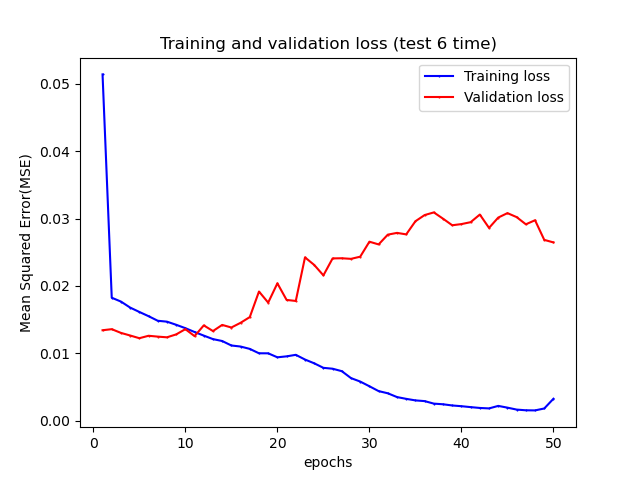 Training and validation loss (test 6 time)
Training loss
Validation loss
0.05
0.04
0.03
0.02
0.01
0.00
Mean Squared Error(MSE)
0 10 20 30 40 50
epochs